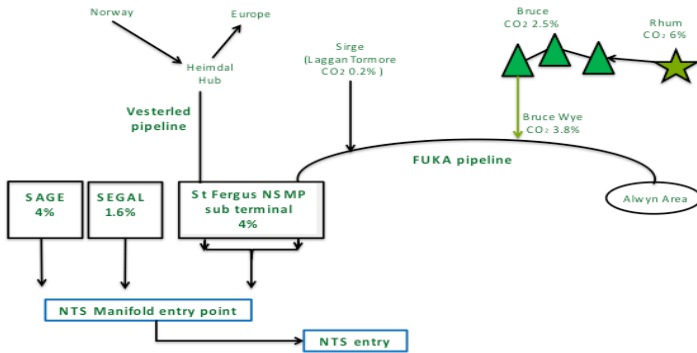 Norway
Europe
Heimdal
Hub
Vesterled
pipeline
Sirge
(Laggan Tormore
CO2 0.2% )
Bruce
CO2 2.5%
Rhum
CO2 6%
Bruce Wye
CO2 3.8%
FUKA pipeline
Alwyn Area
SAGE
4%
SEGAL
1.6%
St Fergus NSMP
sub terminal
4%
NTS Manifold entry point
NTS entry